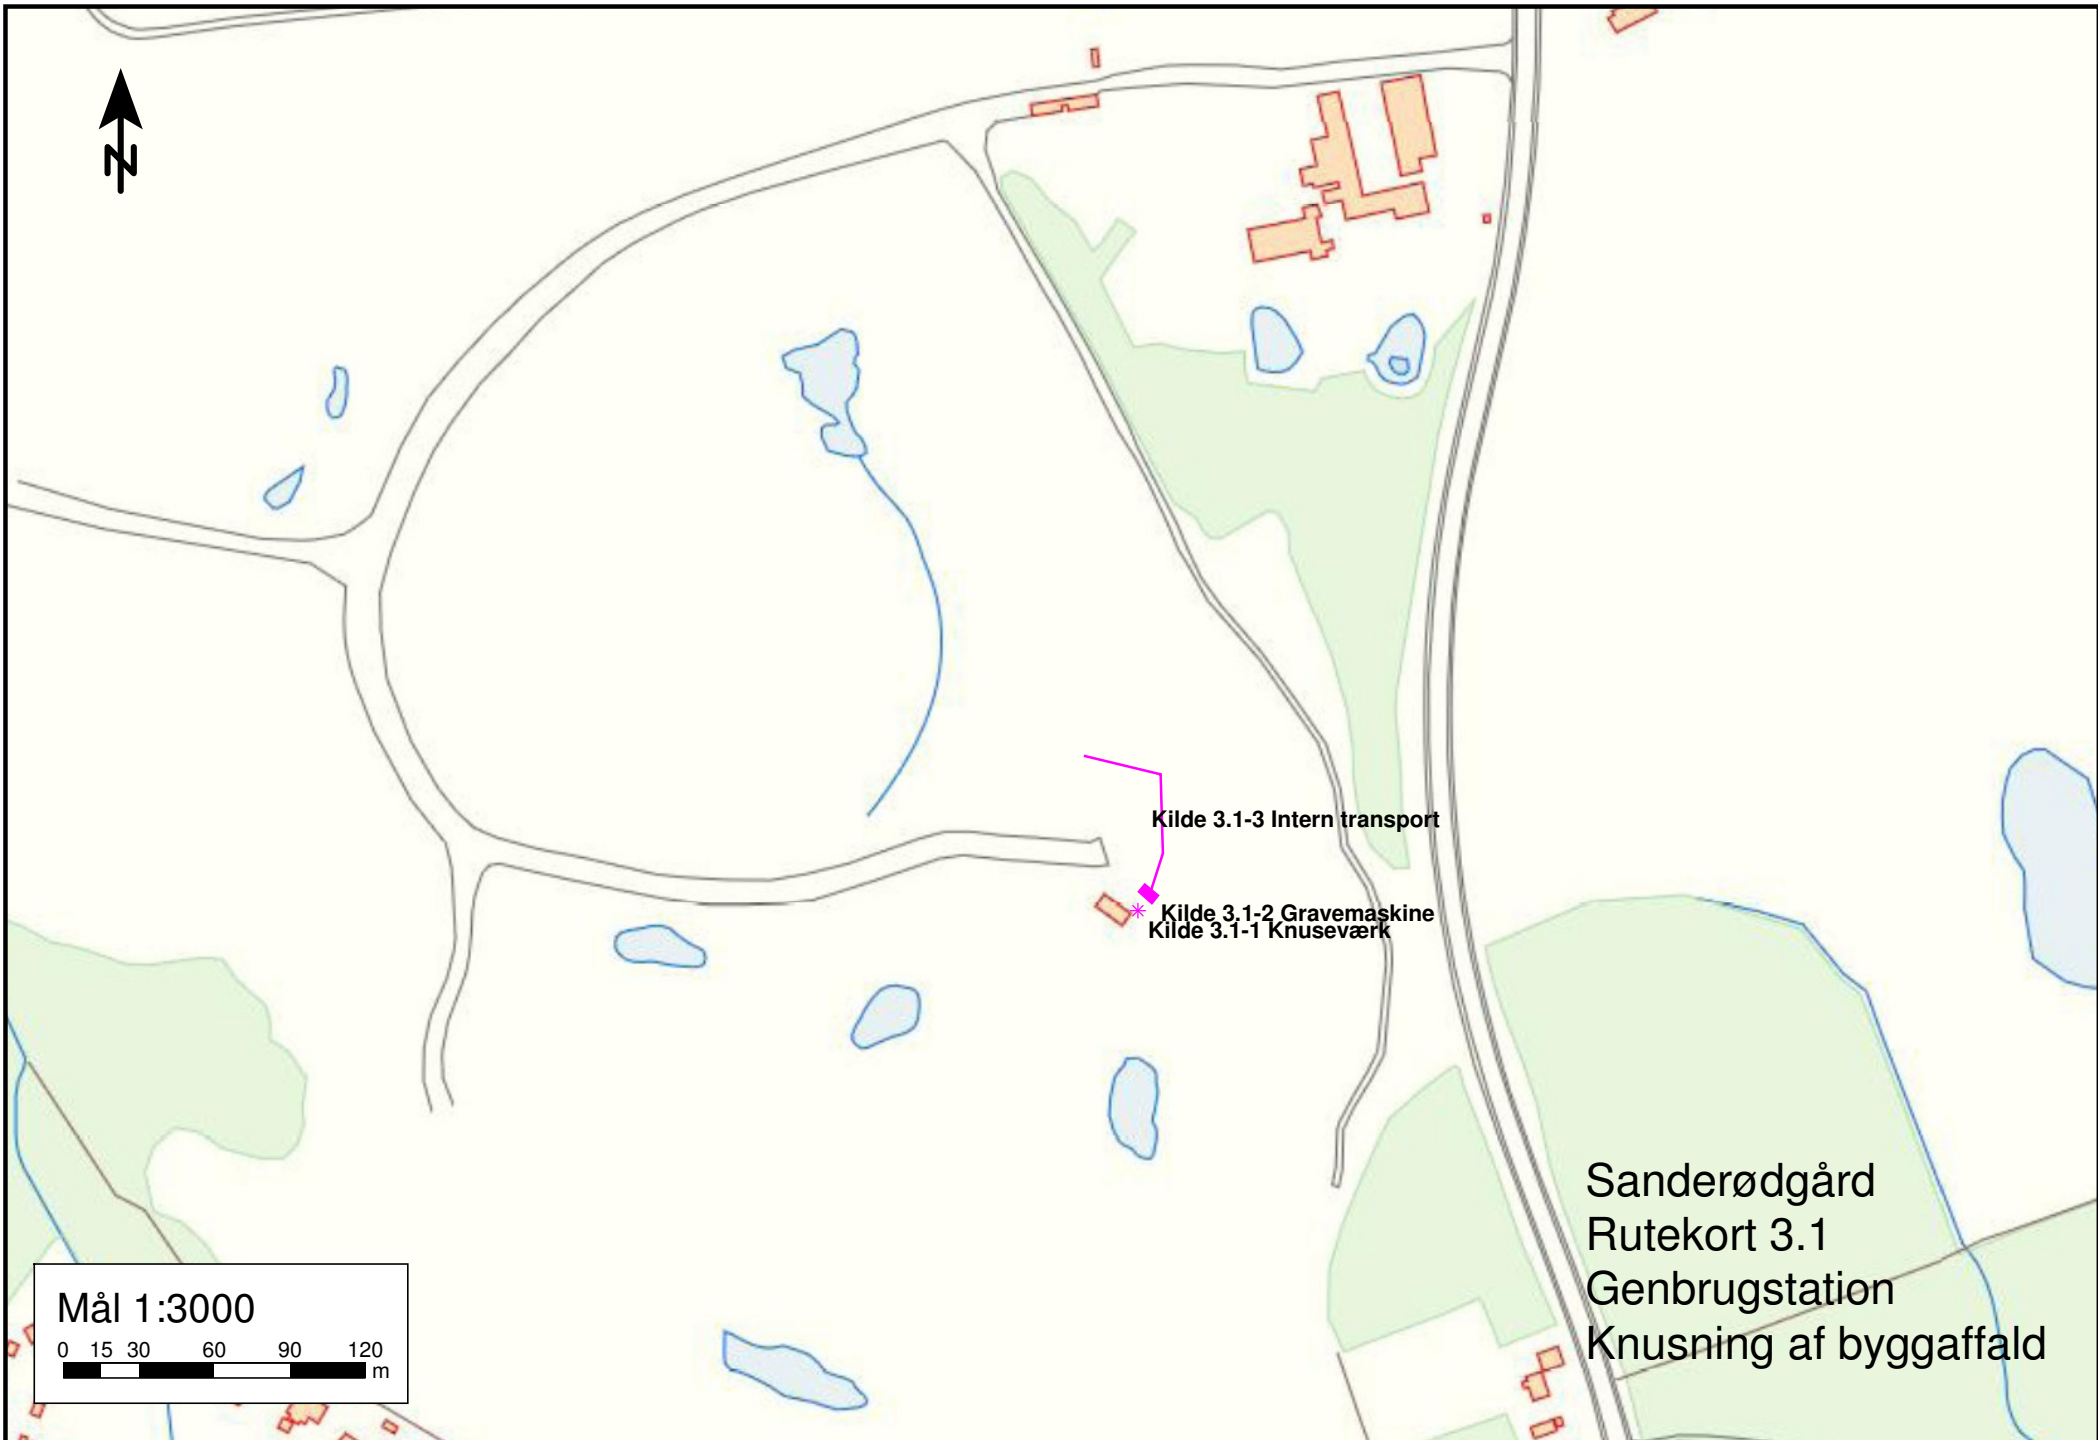 N
Kilde 3.1-3 Intern transport
Kilde 3.1-2 Gravemaskine
Kilde 3.1-1 Knuseværk
Sanderødgård
Rutekort 3.1
Genbrugstation
Knusning af byggaffald
Mål 1:3000
0 15 30 60 90 120
m